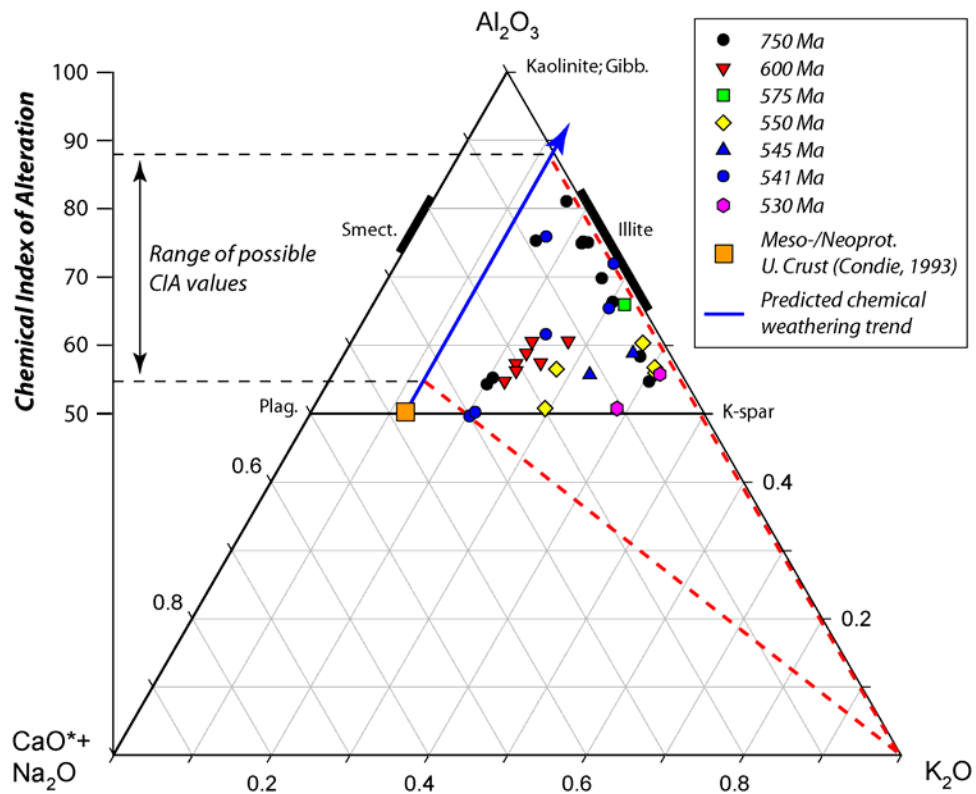 Al₂O₃
100
90
80
70
60
50
Chemical Index of Alteration
Range of possible
CIA values
Kaolinite; Gibb.
Smect.
Illite
Plag.
K-spar
0.6
0.8
0.4
0.2
CaO*+
Na₂O
0.2
0.4
0.6
0.8
K₂O
750 Ma
600 Ma
575 Ma
550 Ma
545 Ma
541 Ma
530 Ma
Meso-/Neoprot.
U. Crust (Condie, 1993)
Predicted chemical
weathering trend